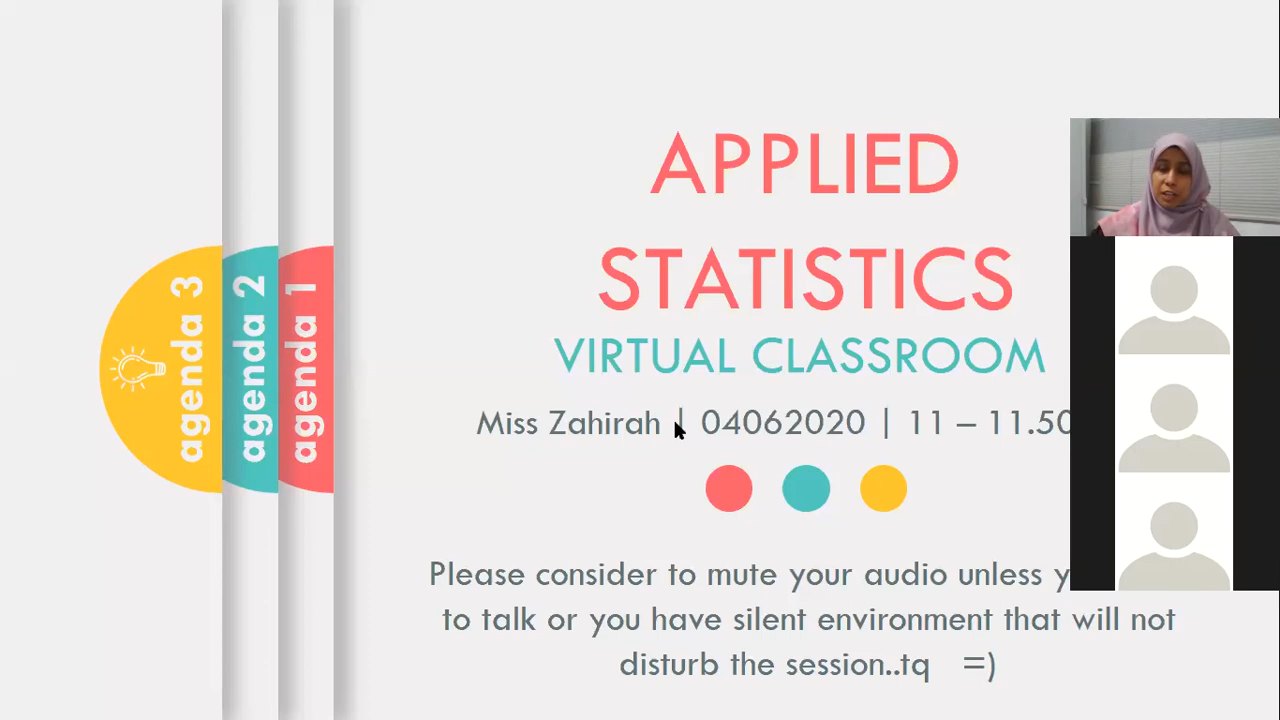 APPLIED
STATISTICS
VIRTUAL CLASSROOM
Miss Zahirah | 04062020 | 11 – 11.50
Please consider to mute your audio unless
to talk or you have silent environment that will not
disturb the session..tq =)
agenda 3
agenda 2
agenda 1